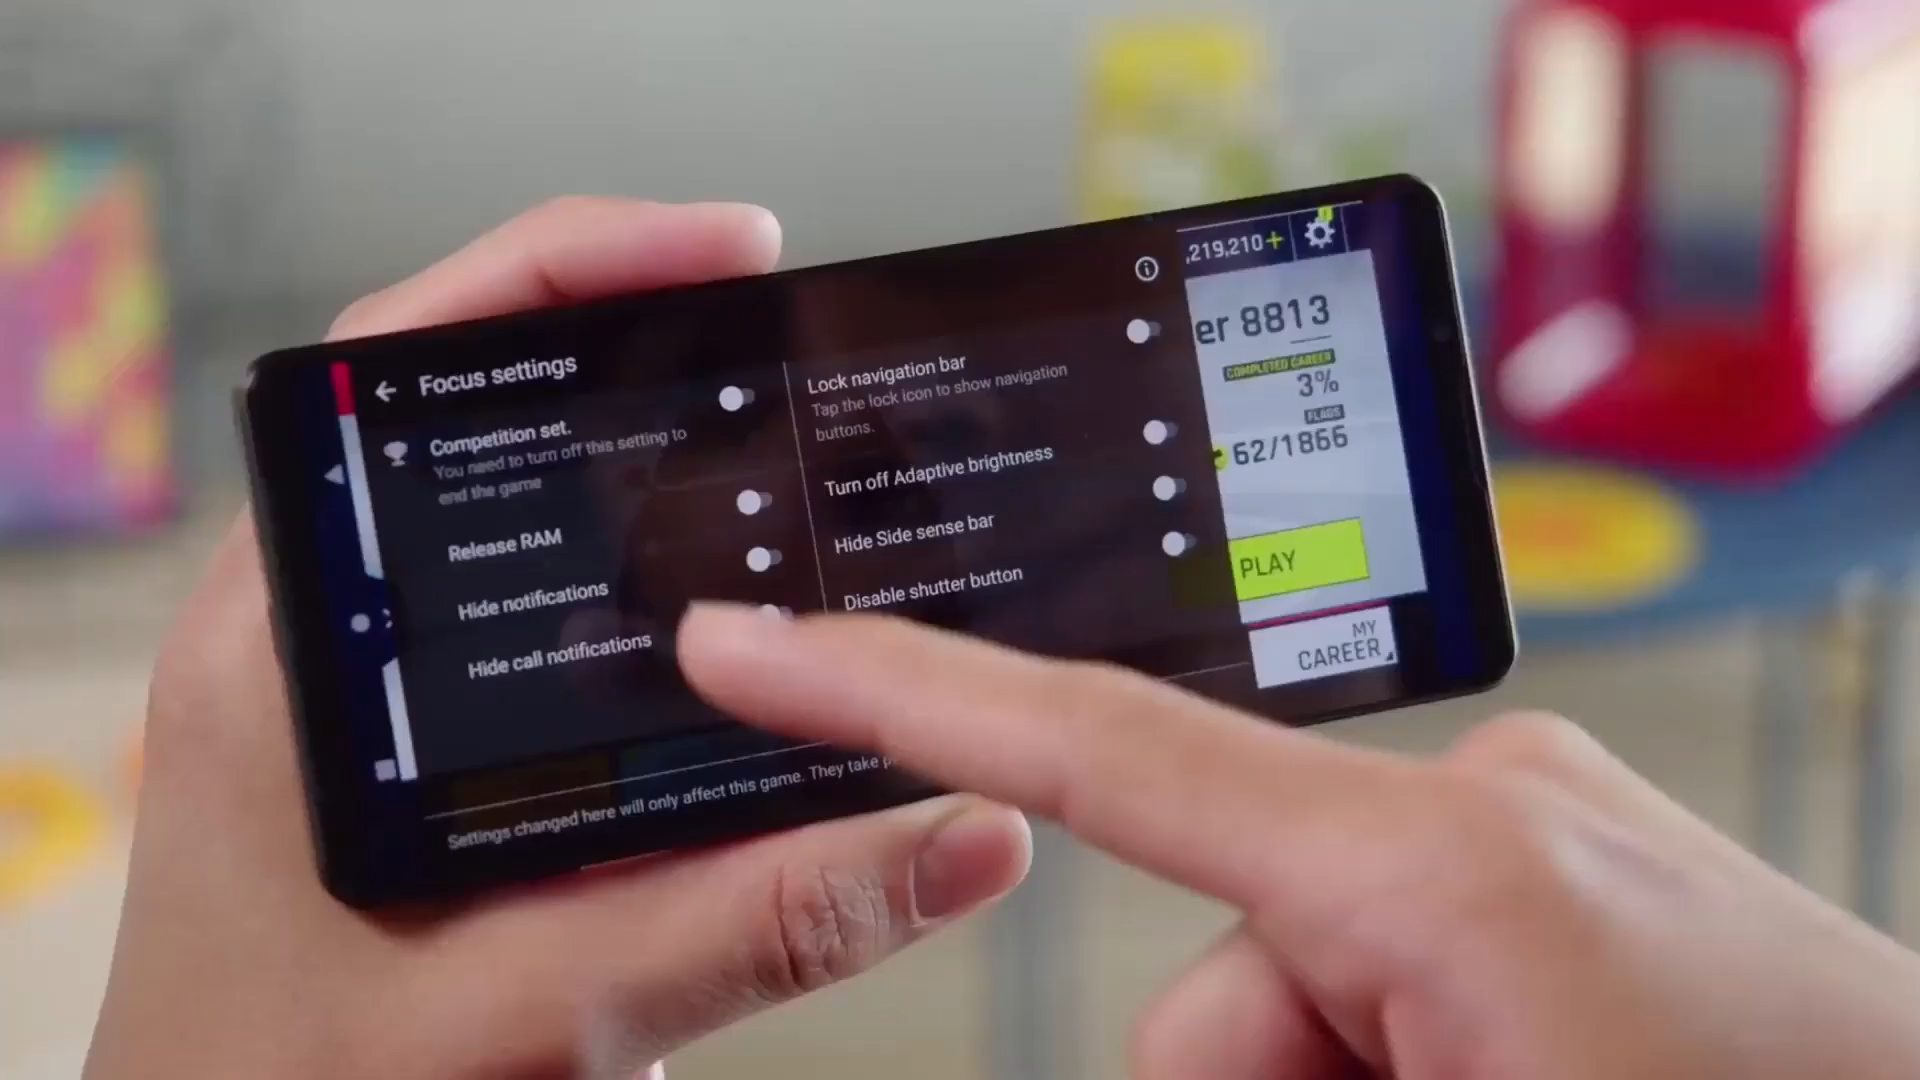 Focus settings
Competition set.
You need to turn off this setting to
end the game
Release RAM
Hide notifications
Hide call notifications
Lock navigation bar
Tap the lock icon to show navigation
buttons.
Turn off Adaptive brightness
Hide Side sense bar
Disable shutter button
Settings changed here will only affect this game. They take
,219,210+
er 8813
COMPLETED CAREER
3%
FLAGS
62/1866
PLAY
MY
CAREER